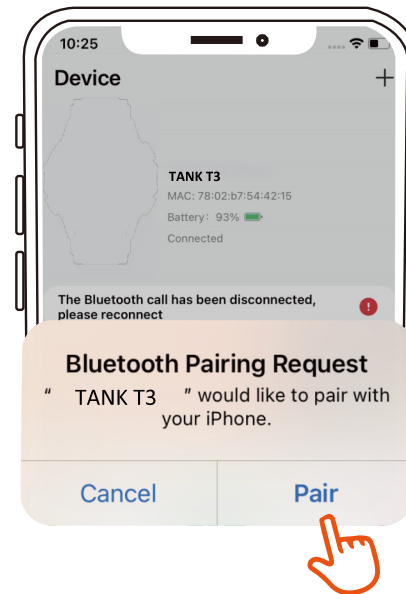 10:25
Device
+
TANK T3
MAC: 78:02:b7:54:42:15
Battery: 93%
Connected
The Bluetooth call has been disconnected,
please reconnect
!
Bluetooth Pairing Request
“ TANK T3 ” would like to pair with
your iPhone.
Cancel Pair